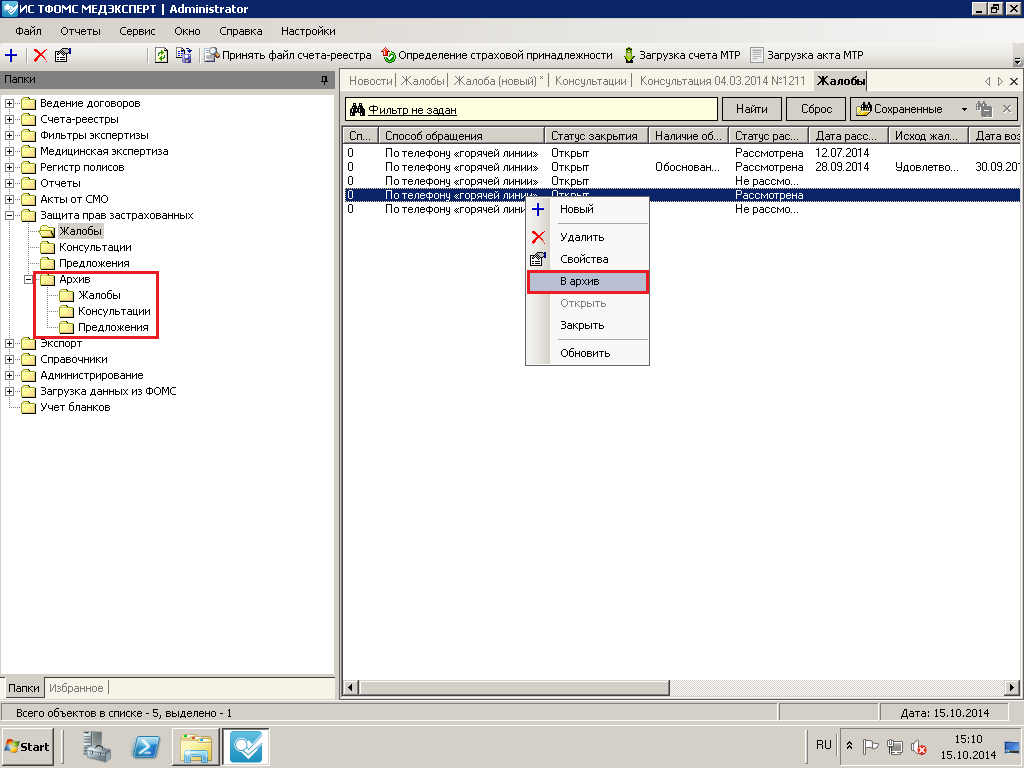 ИС ТФОМС МЕДЭКСПЕРТ | Administrator
Файл Отчеты Сервис Окно Справка Настройки
Принять файл счета-реестра Определение страховой принадлежности Загрузка счета МТР Загрузка акта МТР
Папки
Новости Жалобы Жалоба (новый) * Консультации Консультация 04.03.2014 №1211 Жалобы
Фильтр не задан Найти Сброс Сохраненные
Ведение договоров
Счета-реестры
Фильтры экспертизы
Медицинская экспертиза
Регистр полисов
Отчеты
Акты от СМО
Защита прав застрахованных
Жалобы
Консультации
Предложения
Архив
Жалобы
Консультации
Предложения
Экспорт
Справочники
Администрирование
Загрузка данных из ФОМС
Учет бланков
Сп... Способ обращения Статус закрытия Наличие об... Статус рас... Дата расс... Исход жал... Дата воз
0 По телефону «горячей линии» Открыт Рассмотрена 12.07.2014
0 По телефону «горячей линии» Открыт Обоснован... Рассмотрена 28.09.2014 Удовлетво... 30.09.201
0 По телефону «горячей линии» Открыт Не рассмо...
0 По телефону «горячей линии» Открыт Рассмотрена
0 По телефону «горячей лини Не рассмо...
Новый
Удалить
Свойства
В архив
Открыть
Закрыть
Обновить
Папки Избранное
Всего объектов в списке - 5, выделено - 1 Дата: 15.10.2014
Start RU 15:10
15.10.2014